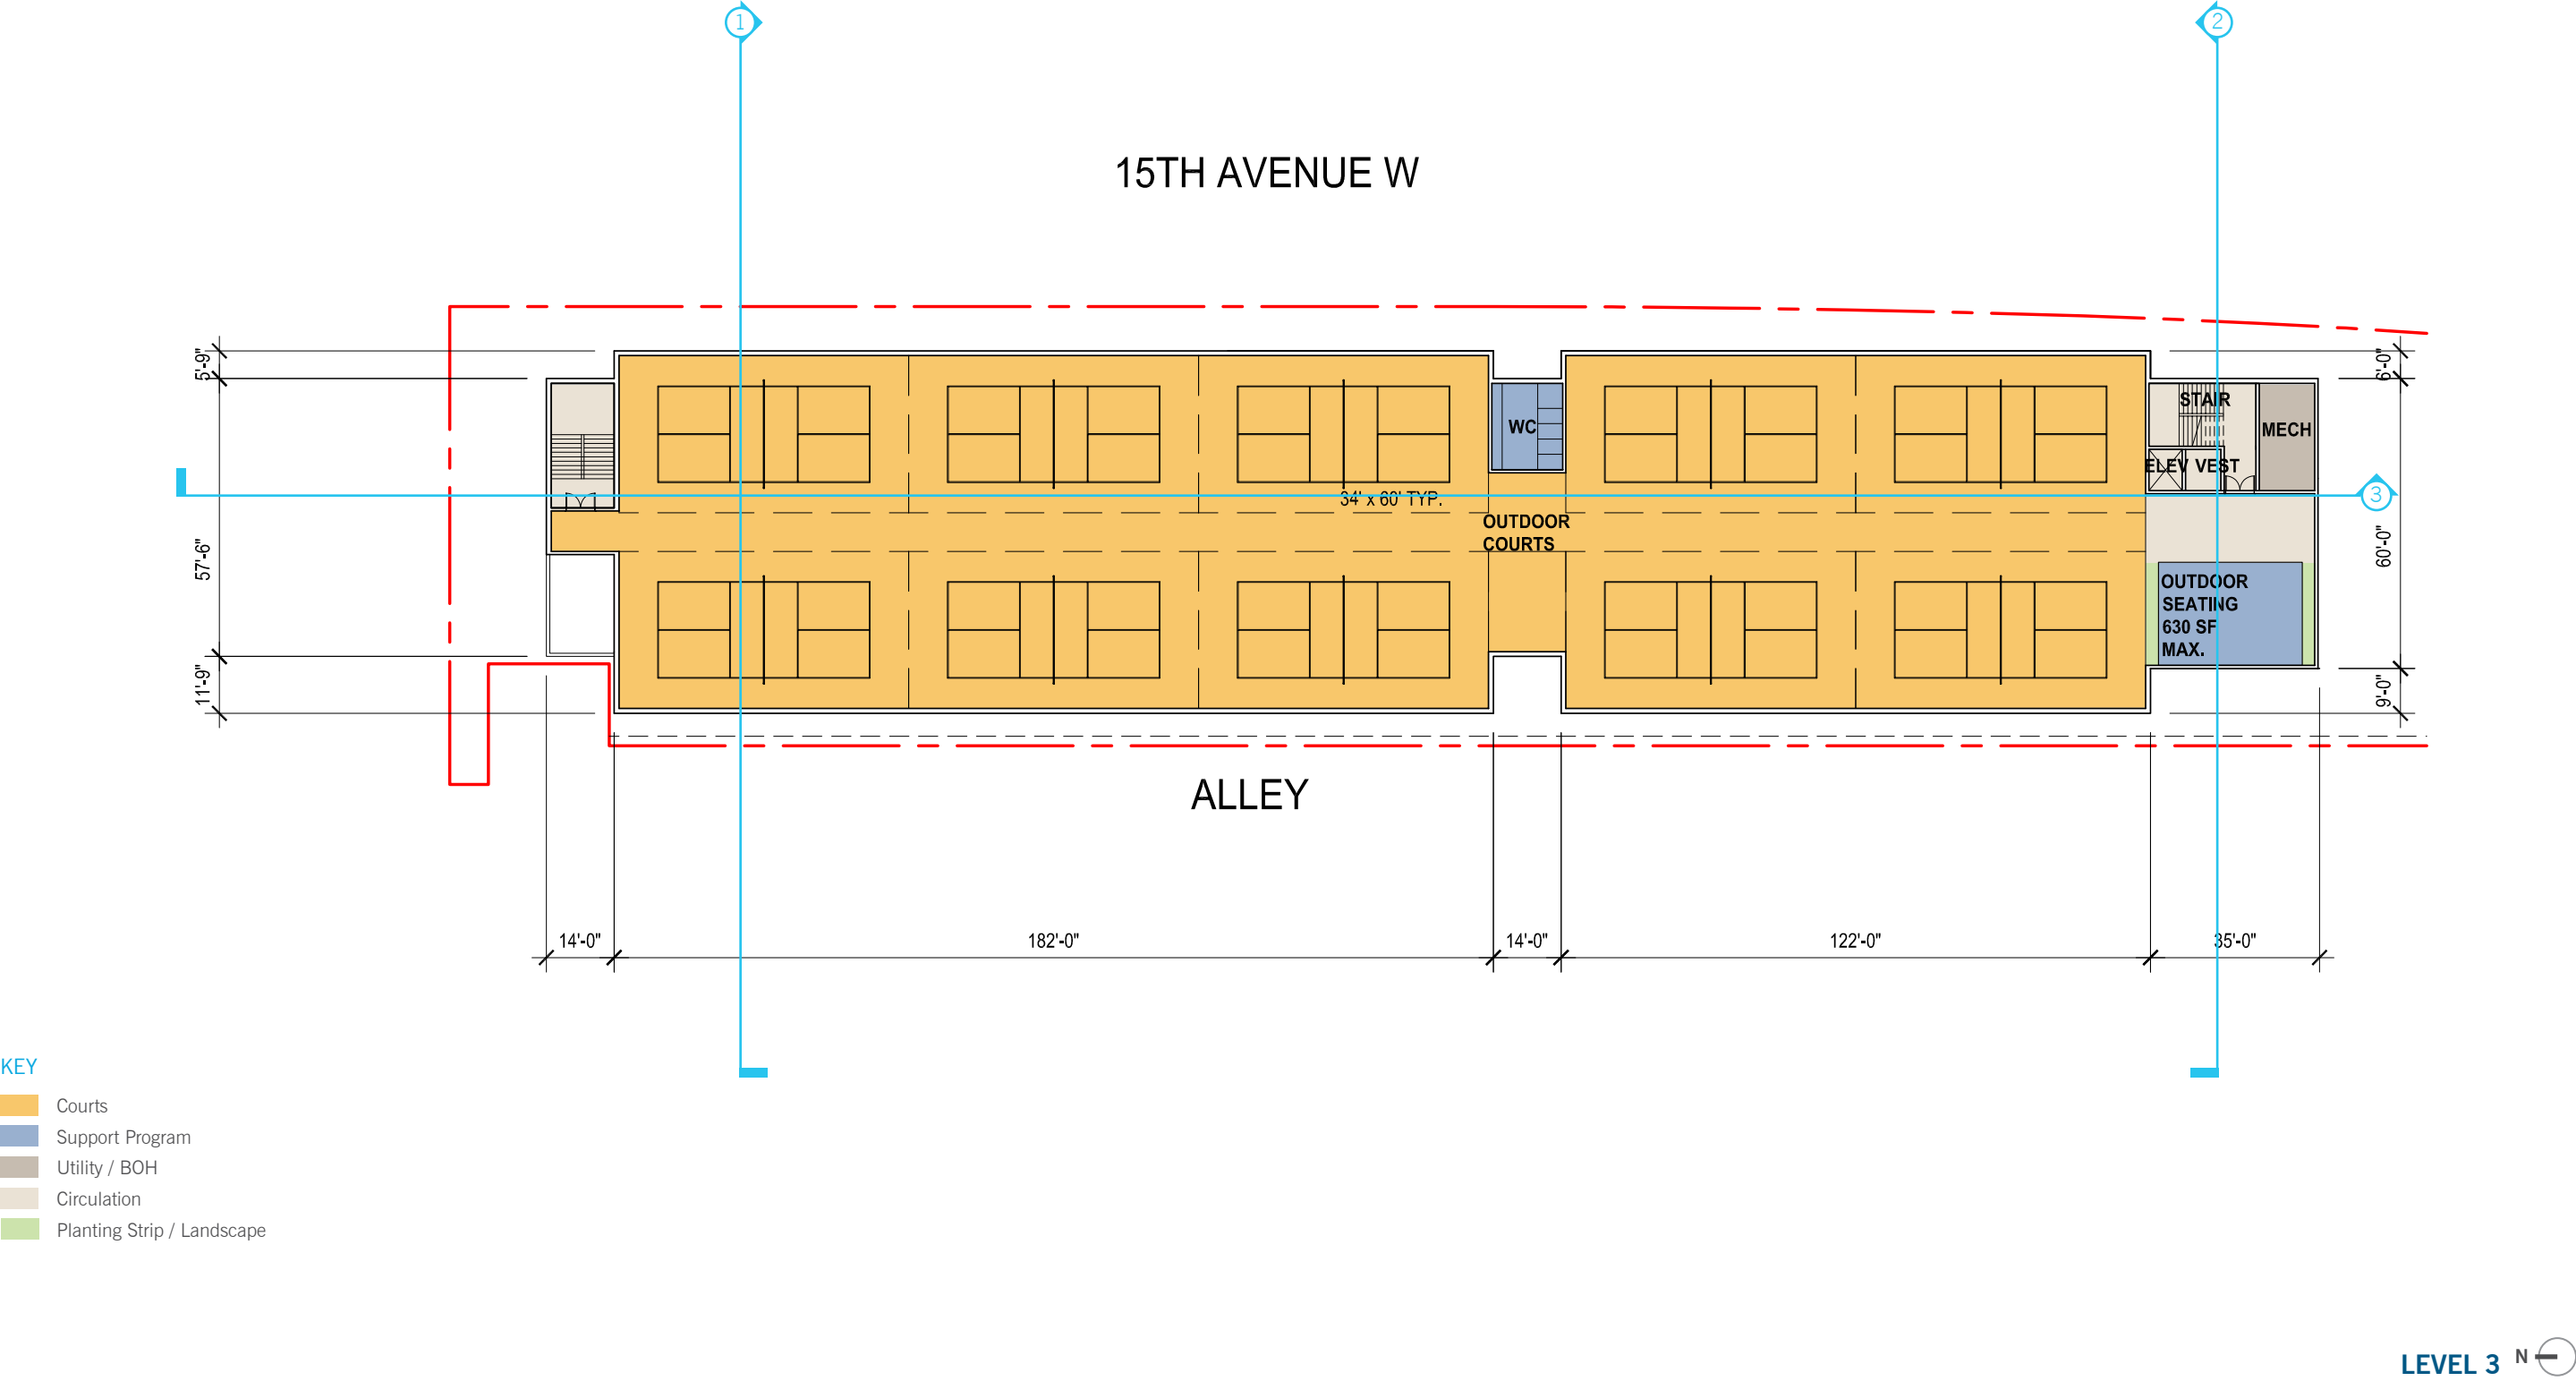 1
2
15TH AVENUE W
5'-9"
6'-0"
STAIR
WC
MECH
ELEV VEST
34' x 60' TYP.
3
OUTDOOR
COURTS
57'-6"
60'-0"
OUTDOOR
SEATING
630 SF
MAX.
11'-9"
9'-0"
ALLEY
14'-0"
182'-0"
14'-0"
122'-0"
35'-0"
KEY
Courts
Support Program
Utility / BOH
Circulation
Planting Strip / Landscape
LEVEL 3
N